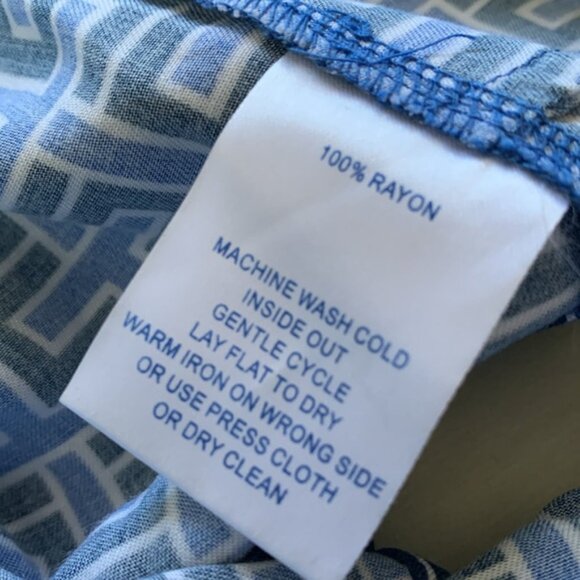 100% RAYON
MACHINE WASH COLD
INSIDE OUT
GENTLE CYCLE
LAY FLAT TO DRY
WARM IRON ON WRONG SIDE
OR USE PRESS CLOTH
OR DRY CLEAN